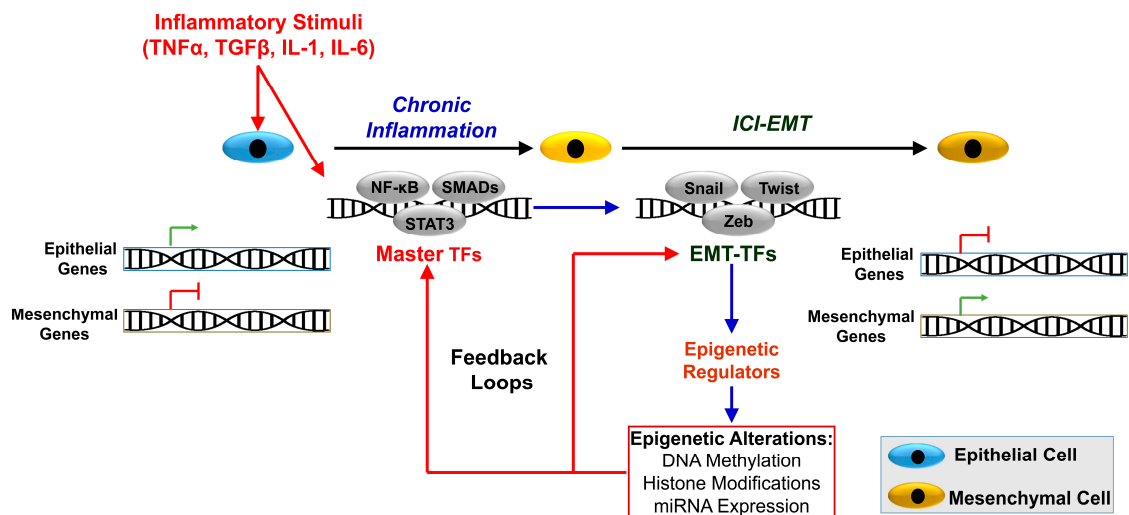 Inflammatory Stimuli
(TNFα, TGFβ, IL-1, IL-6)
Chronic
Inflammation
ICI-EMT
NF-κB
SMADs
STAT3
Master TFs
Snail
Twist
Zeb
EMT-TFs
Epithelial
Genes
Mesenchymal
Genes
Epithelial
Genes
Mesenchymal
Genes
Feedback
Loops
Epigenetic
Regulators
Epigenetic Alterations:
DNA Methylation
Histone Modifications
miRNA Expression
Epithelial Cell
Mesenchymal Cell